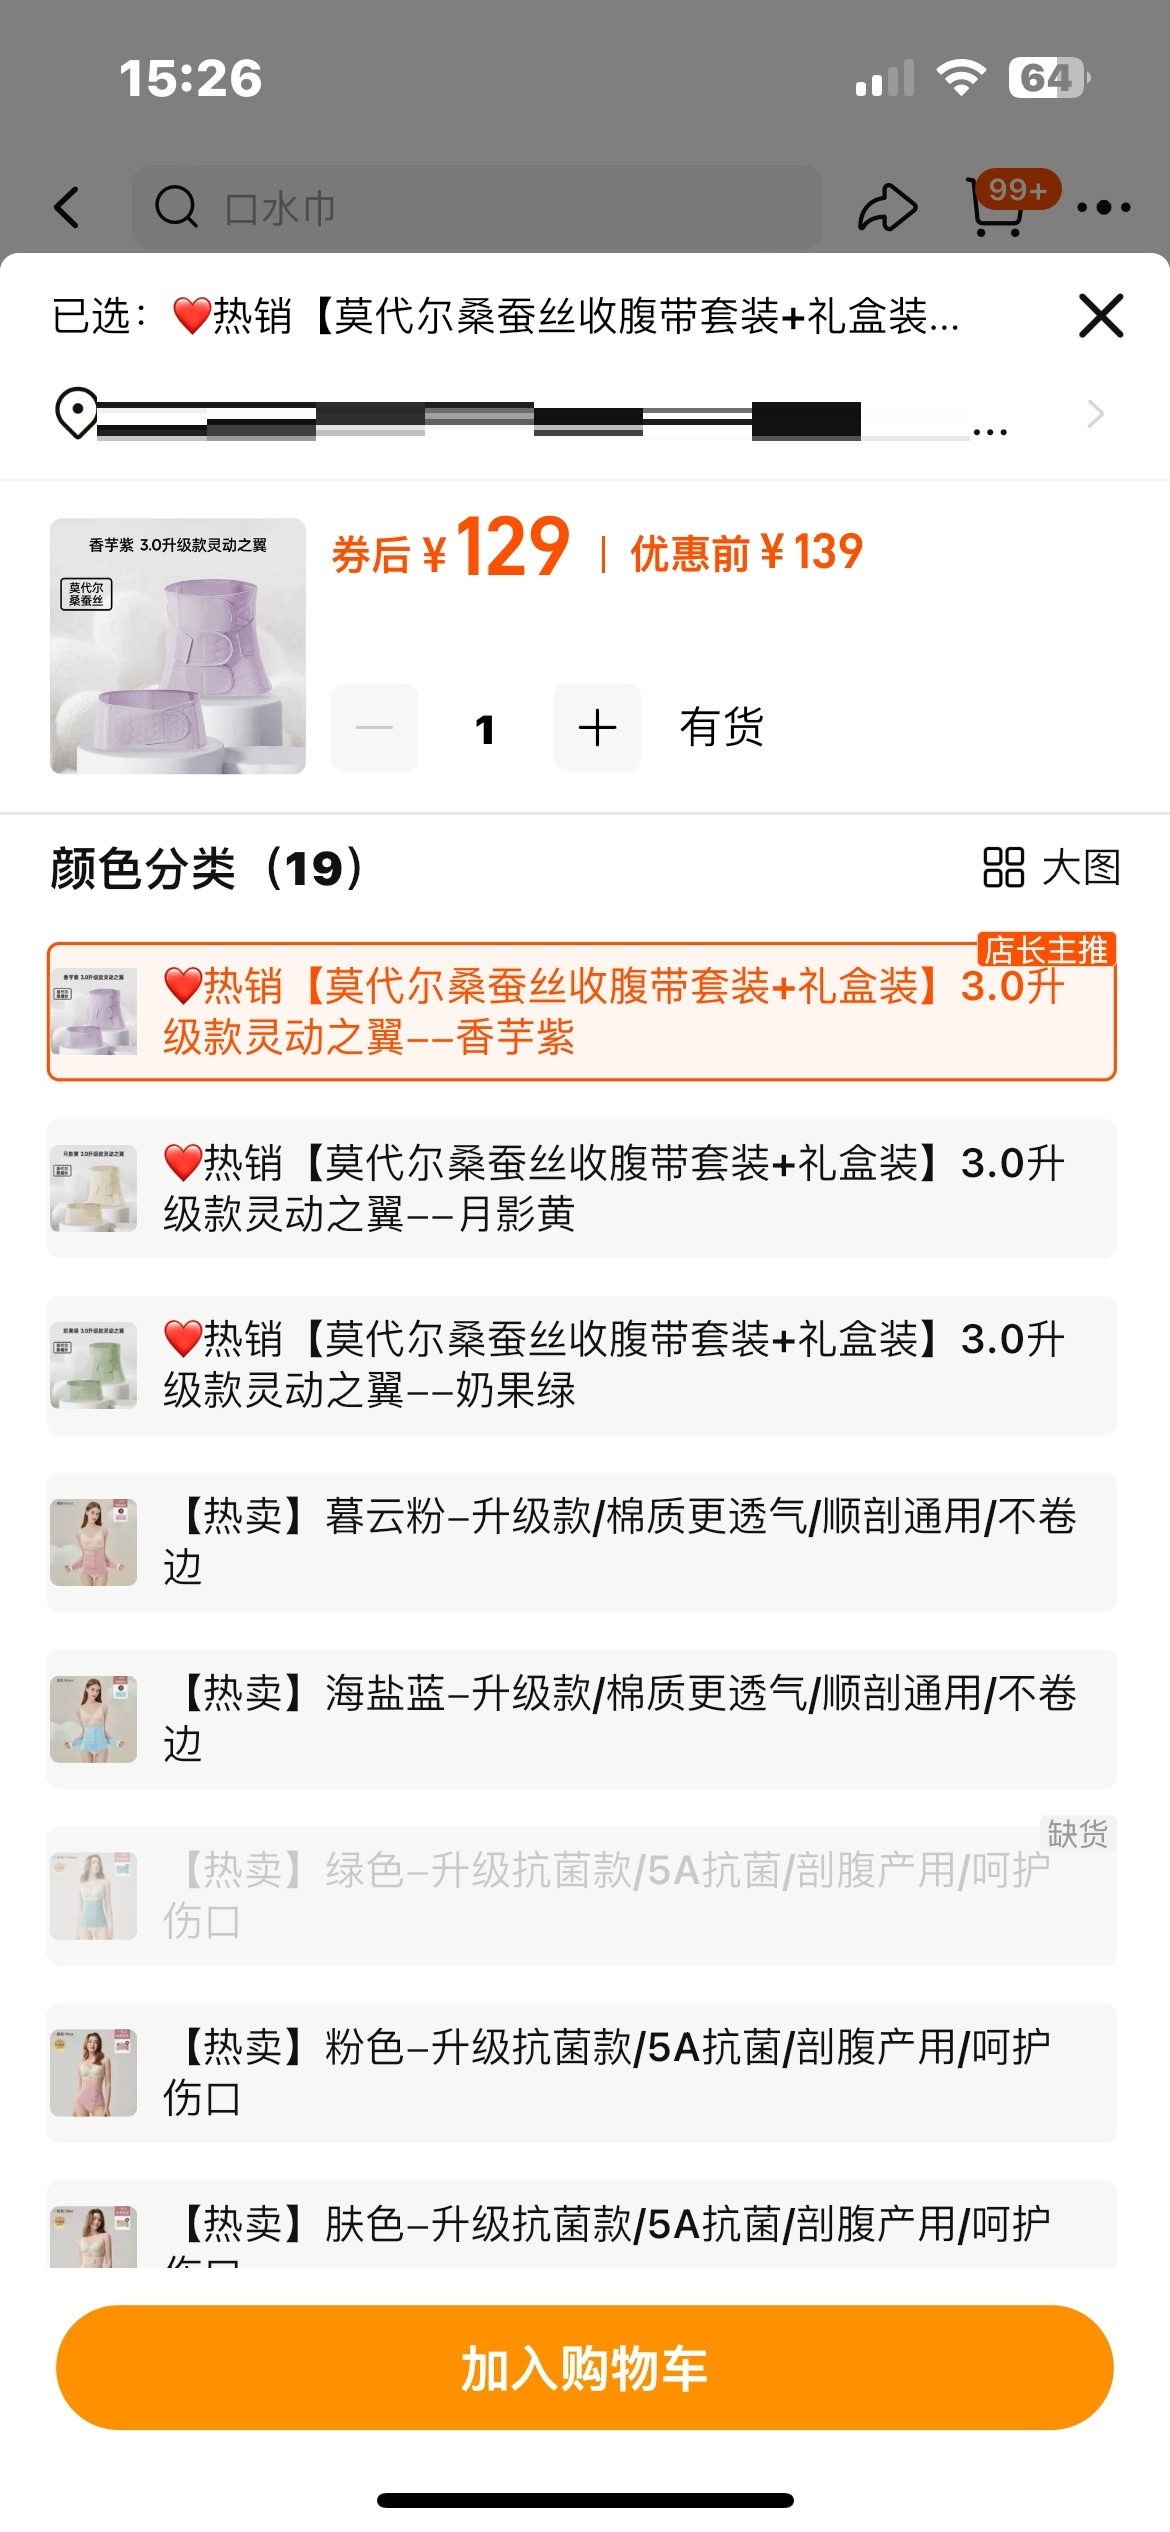 15:26
64
口水巾
99+
已选：❤️热销【莫代尔桑蚕丝收腹带套装+礼盒装...
...
香芋紫 3.0升级款灵动之翼
莫代尔
桑蚕丝
券后 ¥129 | 优惠前 ¥139
1
有货
颜色分类（19）
大图
店长主推
❤️热销【莫代尔桑蚕丝收腹带套装+礼盒装】3.0升
级款灵动之翼--香芋紫
❤️热销【莫代尔桑蚕丝收腹带套装+礼盒装】3.0升
级款灵动之翼--月影黄
❤️热销【莫代尔桑蚕丝收腹带套装+礼盒装】3.0升
级款灵动之翼--奶果绿
【热卖】暮云粉-升级款/棉质更透气/顺剖通用/不卷
边
【热卖】海盐蓝-升级款/棉质更透气/顺剖通用/不卷
边
缺货
【热卖】绿色-升级抗菌款/5A抗菌/剖腹产用/呵护
伤口
【热卖】粉色-升级抗菌款/5A抗菌/剖腹产用/呵护
伤口
【热卖】肤色-升级抗菌款/5A抗菌/剖腹产用/呵护
加入购物车